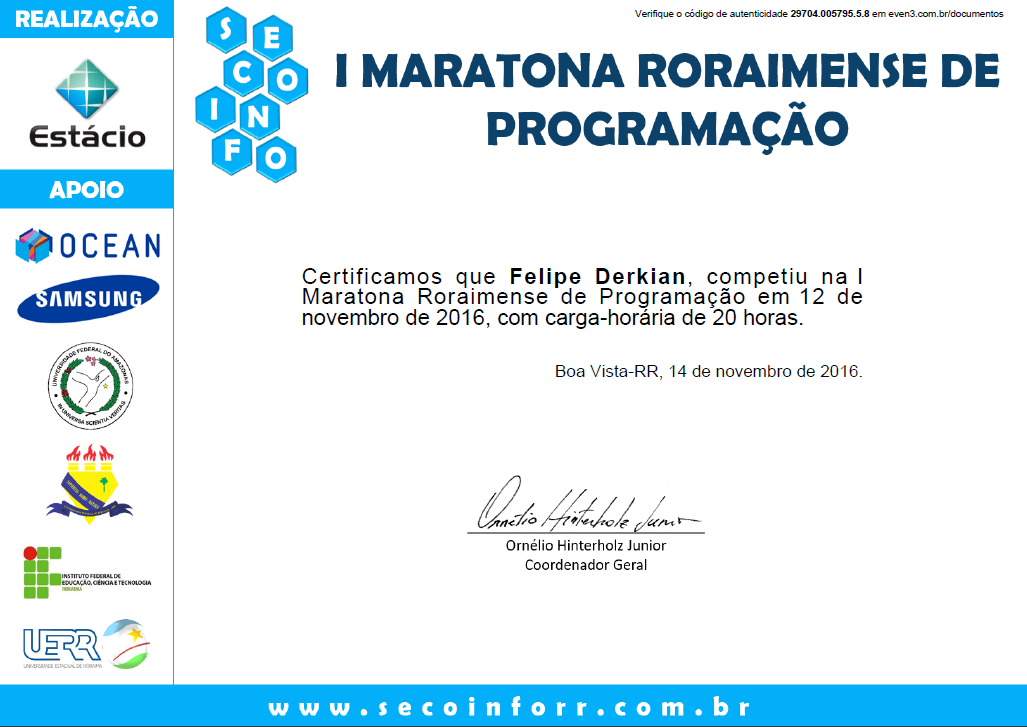 REALIZAÇÃO
Estácio
APOIO
OCEAN
SAMSUNG
UNIVERSIDADE FEDERAL DO AMAZONAS
IN UNIVERSA SCIENTIA VERITAS
INSTITUTO FEDERAL DE
EDUCAÇÃO, CIÊNCIA E TECNOLOGIA
RORAIMA
UERR
UNIVERSIDADE ESTADUAL DE RORAIMA
SECOINFO
Verifique o código de autenticidade 29704.005795.5.8 em even3.com.br/documentos
I MARATONA RORAIMENSE DE
PROGRAMAÇÃO
Certificamos que Felipe Derkian, competiu na I
Maratona Roraimense de Programação em 12 de
novembro de 2016, com carga-horária de 20 horas.
Boa Vista-RR, 14 de novembro de 2016.
Ornélio Hinterholz Junior
Ornélio Hinterholz Junior
Coordenador Geral
www.secoinforr.com.br